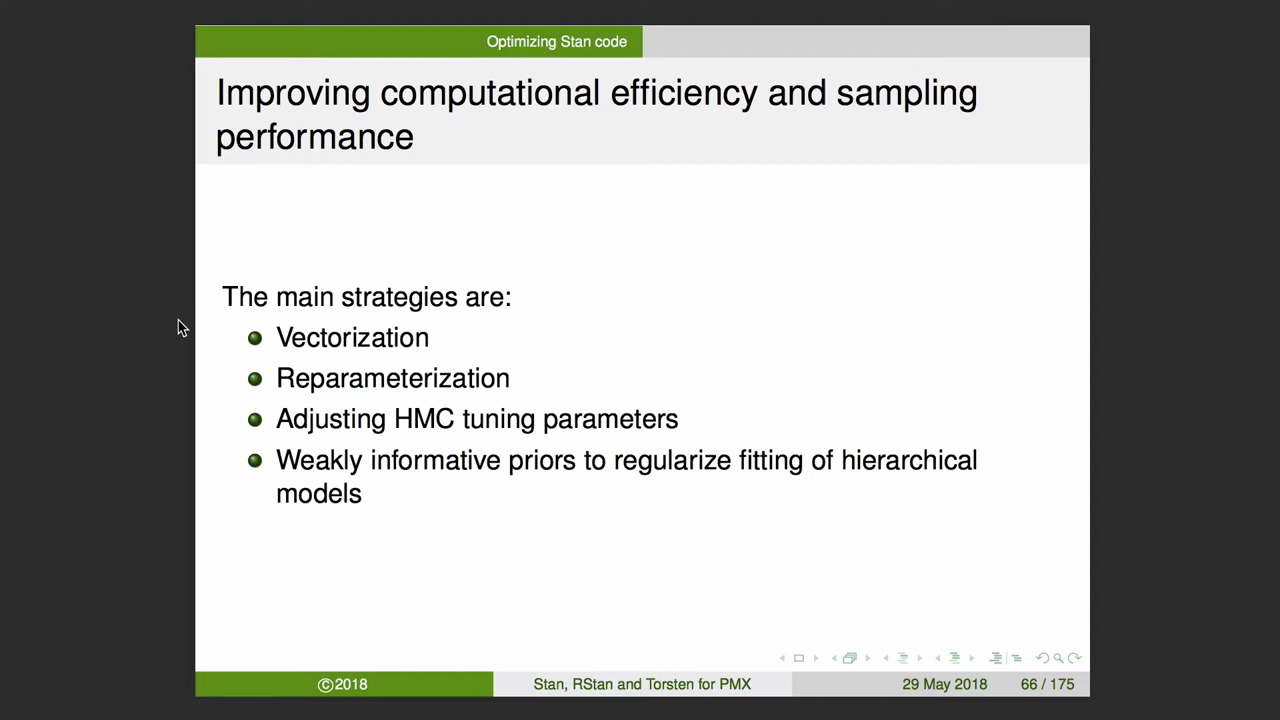 Optimizing Stan code
Improving computational efficiency and sampling
performance
The main strategies are:
Vectorization
Reparameterization
Adjusting HMC tuning parameters
Weakly informative priors to regularize fitting of hierarchical
models
©2018 Stan, RStan and Torsten for PMX 29 May 2018 66 / 175